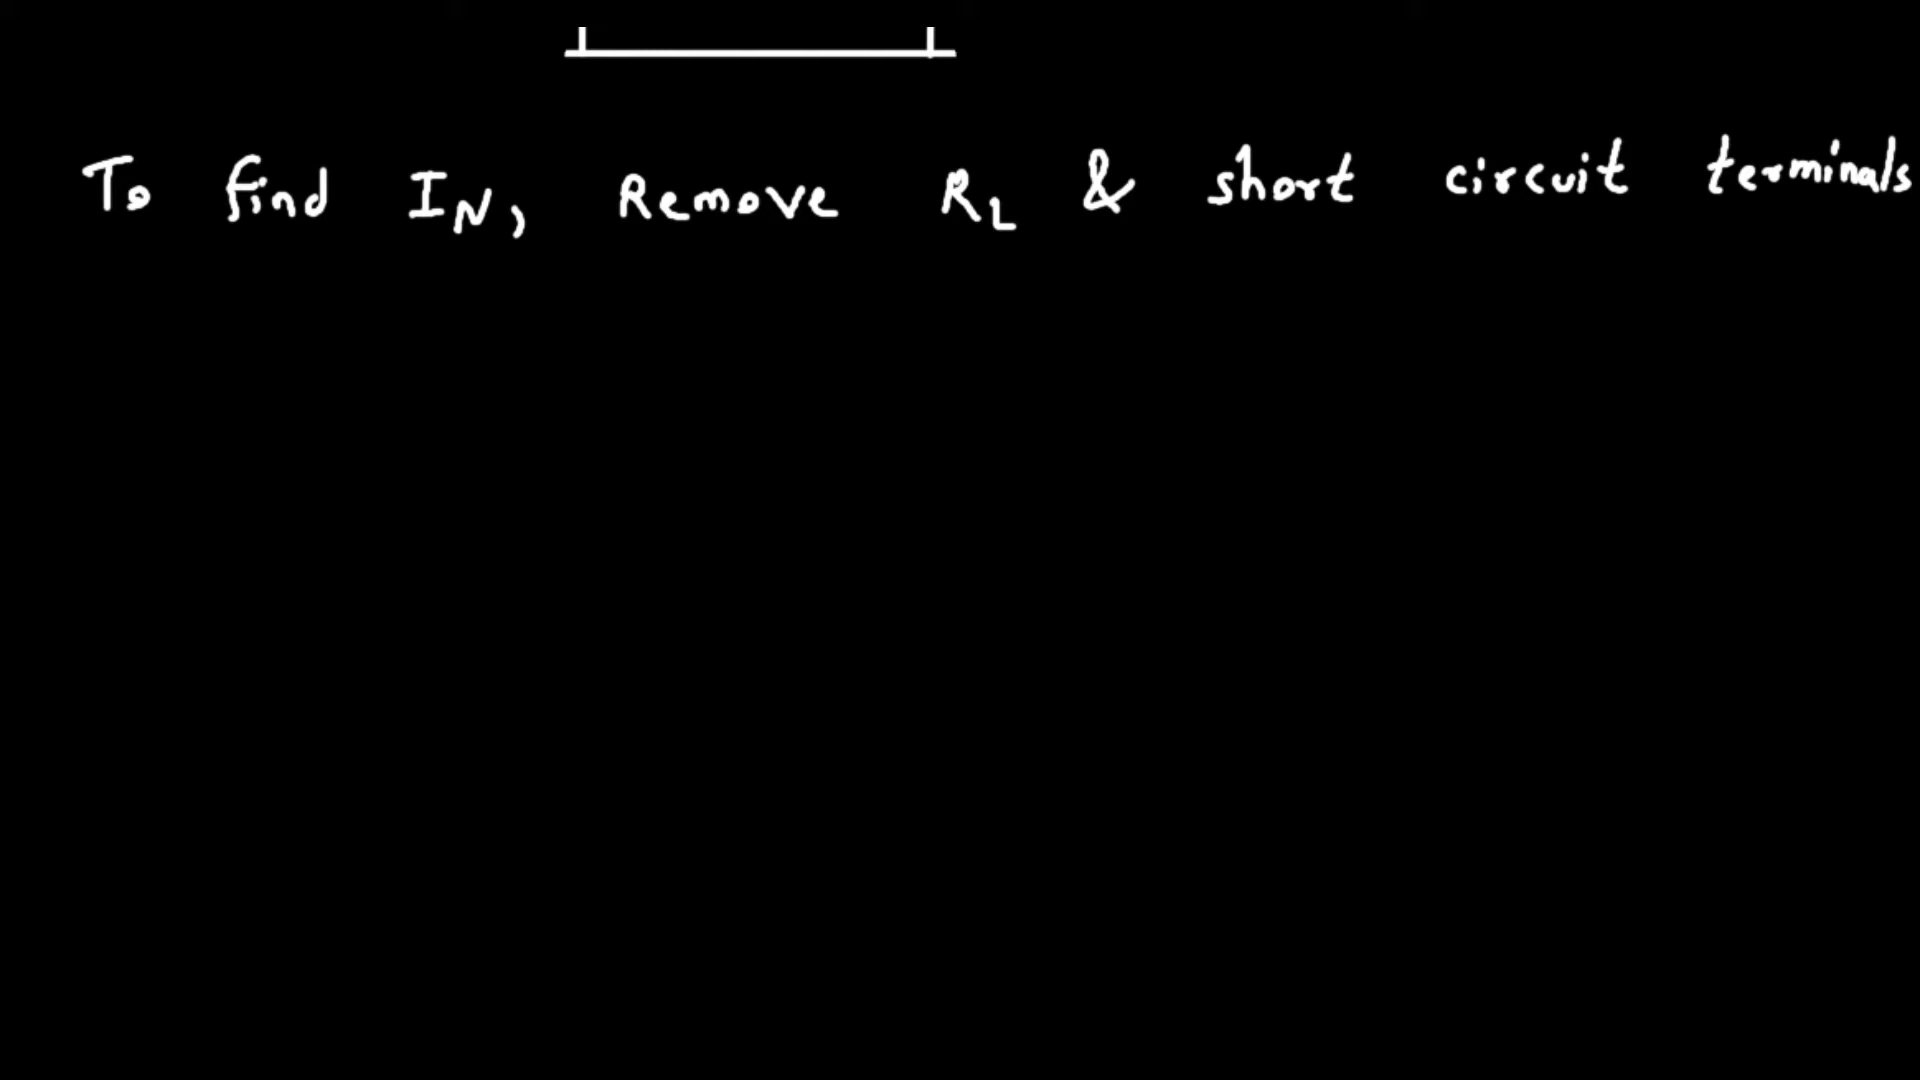 To find I_N, Remove R_L & short circuit terminals